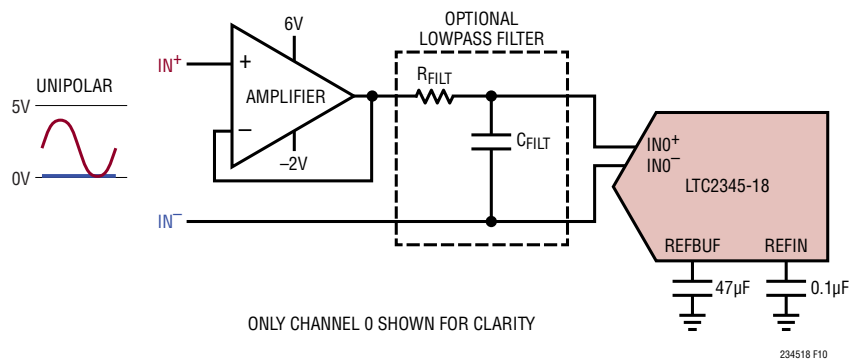 OPTIONAL
LOWPASS FILTER
6V
IN+
+
AMPLIFIER
–
–2V
UNIPOLAR
5V
0V
RFILT
CFILT
IN0+
IN0–
LTC2345-18
IN–
REFBUF
REFIN
47µF
0.1µF
ONLY CHANNEL 0 SHOWN FOR CLARITY
234518 F10